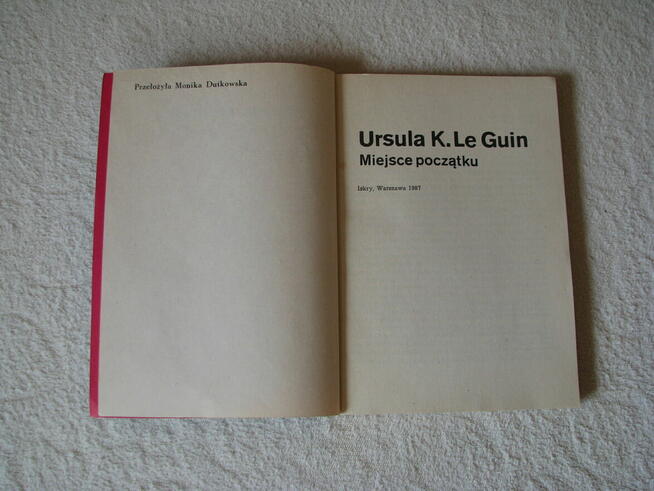 Przełożyła Monika Dutkowska
Ursula K. Le Guin
Miejsce początku
Iskry, Warszawa 1987